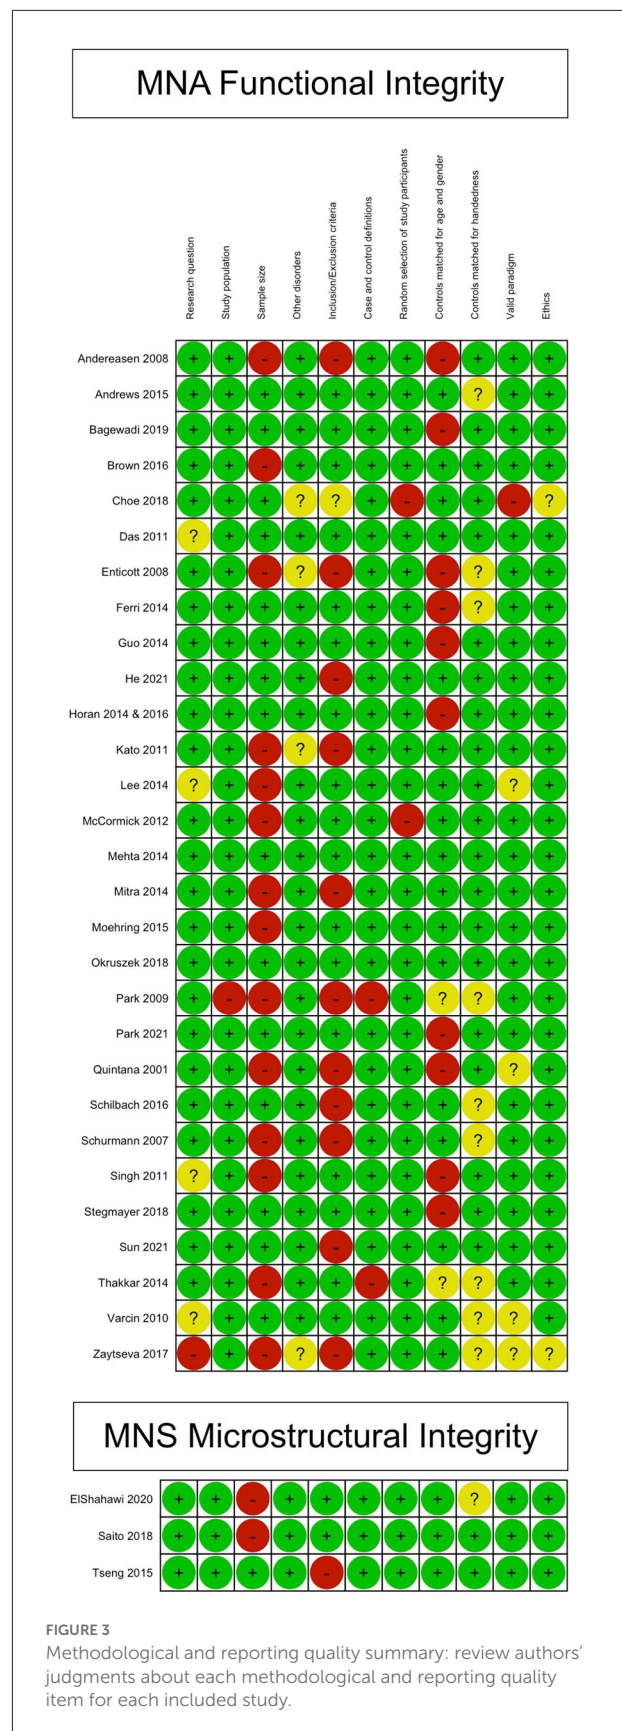 MNA Functional Integrity
Research question
Study population
Sample size
Other disorders
Inclusion/Exclusion criteria
Case and control definitions
Random selection of study participants
Controls matched for age and gender
Controls matched for handedness
Valid paradigm
Ethics
Andereasen 2008 + + - + - + + - + + +
Andrews 2015 + + + + + + + + ? + +
Bagewadi 2019 + + + + + + + - + + +
Brown 2016 + + - + + + + + + + +
Choe 2018 + + + ? ? + - + + - ?
Das 2011 ? + + + + + + + + + +
Enticott 2008 + + - ? - + + - ? + +
Ferri 2014 + + + + + + + - ? + +
Guo 2014 + + + + + + + - + + +
He 2021 + + + + - + + + + + +
Horan 2014 & 2016 + + + + + + + - + + +
Kato 2011 + + - ? - + + + + + +
Lee 2014 ? + - + + + + + + ? +
McCormick 2012 + + - + + + - + + + +
Mehta 2014 + + + + + + + + + + +
Mitra 2014 + + - + - + + + + + +
Moehring 2015 + + - + + + + + + + +
Okruszek 2018 + + + + + + + + + + +
Park 2009 + - - + - - + ? ? + +
Park 2021 + + + + + + + - + + +
Quintana 2001 + + - + - + + - + ? +
Schilbach 2016 + + + + - + + + ? + +
Schurmann 2007 + + - + - + + + ? + +
Singh 2011 ? + - + + + + - + + +
Stegmayer 2018 + + + + + + + - + + +
Sun 2021 + + + + - + + + + + +
Thakkar 2014 + + - + + - + ? ? + +
Varcin 2010 ? + + + + + + + ? ? +
Zaytseva 2017 - + - ? - + + + ? ? ?
MNS Microstructural Integrity
ElShahawi 2020 + + - + + + + + ? + +
Saito 2018 + + - + + + + + + + +
Tseng 2015 + + + + - + + + + + +
FIGURE 3
Methodological and reporting quality summary: review authors'
judgments about each methodological and reporting quality
item for each included study.